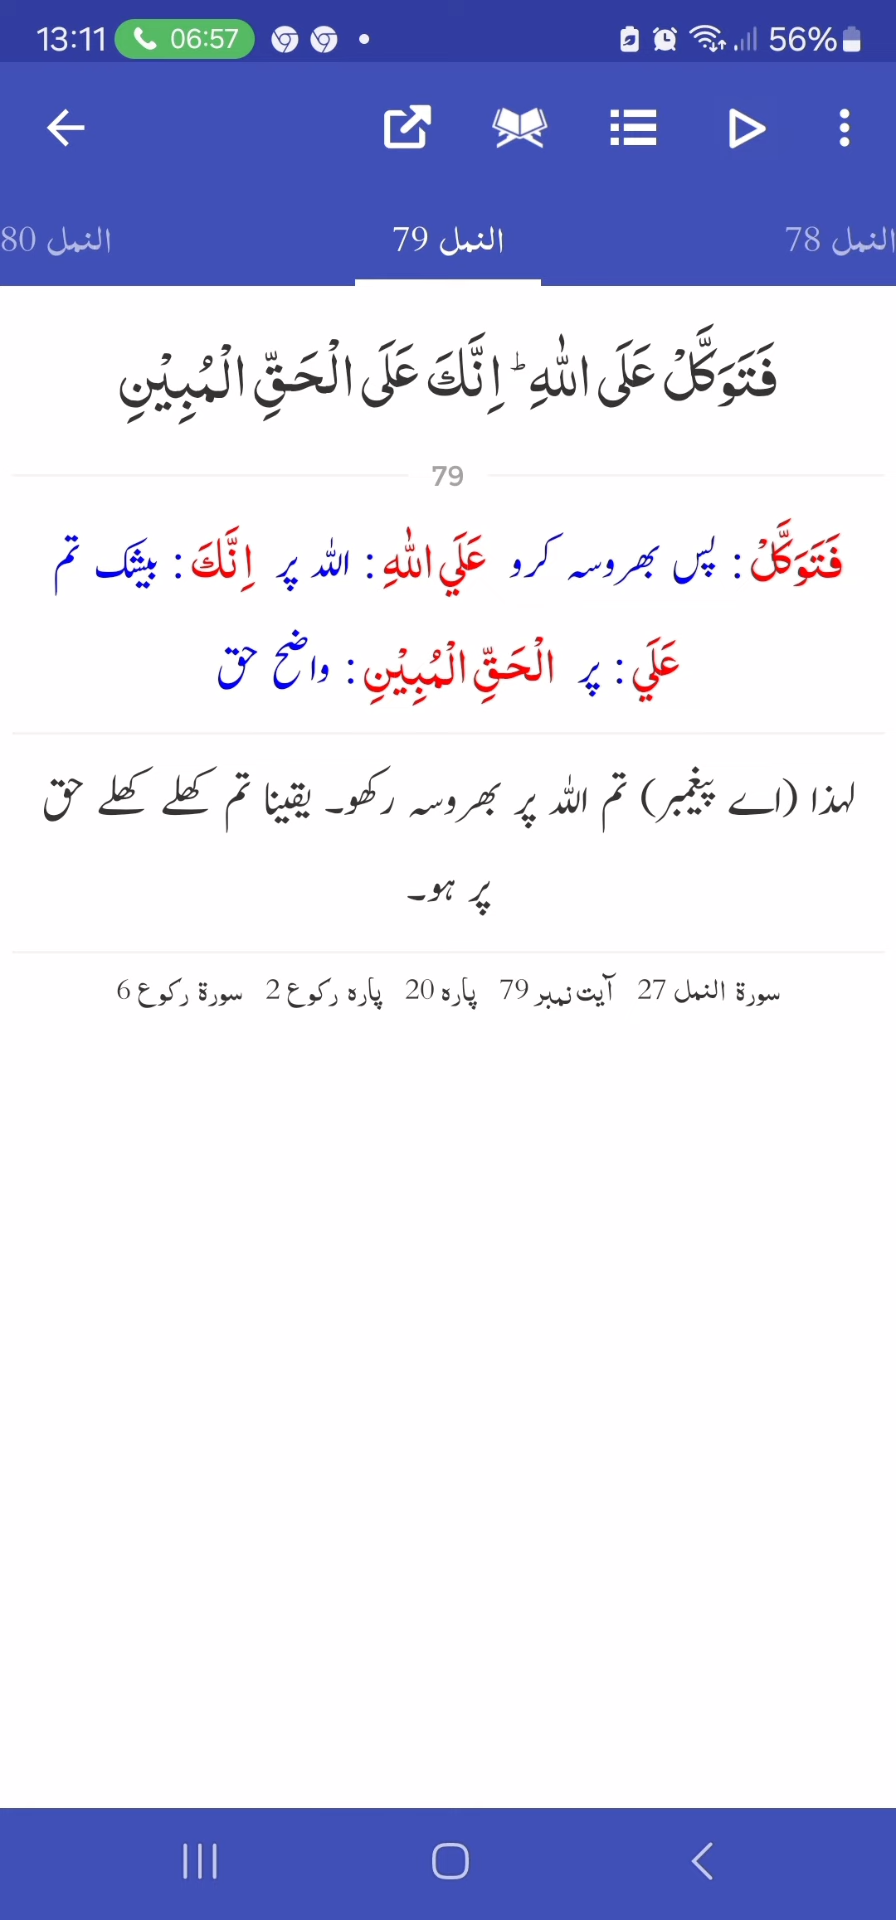 13:11 06:57 56%
النمل 78 النمل 79 النمل 80
فَتَوَكَّلْ عَلَى اللّٰهِ ؕ اِنَّكَ عَلَى الْحَقِّ الْمُبِيْنِ
79
فَتَوَكَّلْ : پس بھروسہ کرو عَلَي اللّٰهِ : اللہ پر اِنَّكَ : بیشک تم
عَلَي : پر الْحَقِّ الْمُبِيْنِ : واضح حق
لہذا (اے پیغمبر) تم اللہ پر بھروسہ رکھو۔ یقینا تم کھلے کھلے حق
پر ہو۔
سورۃ النمل 27 آیت نمبر 79 پارہ 20 پارہ رکوع 2 سورۃ رکوع 6